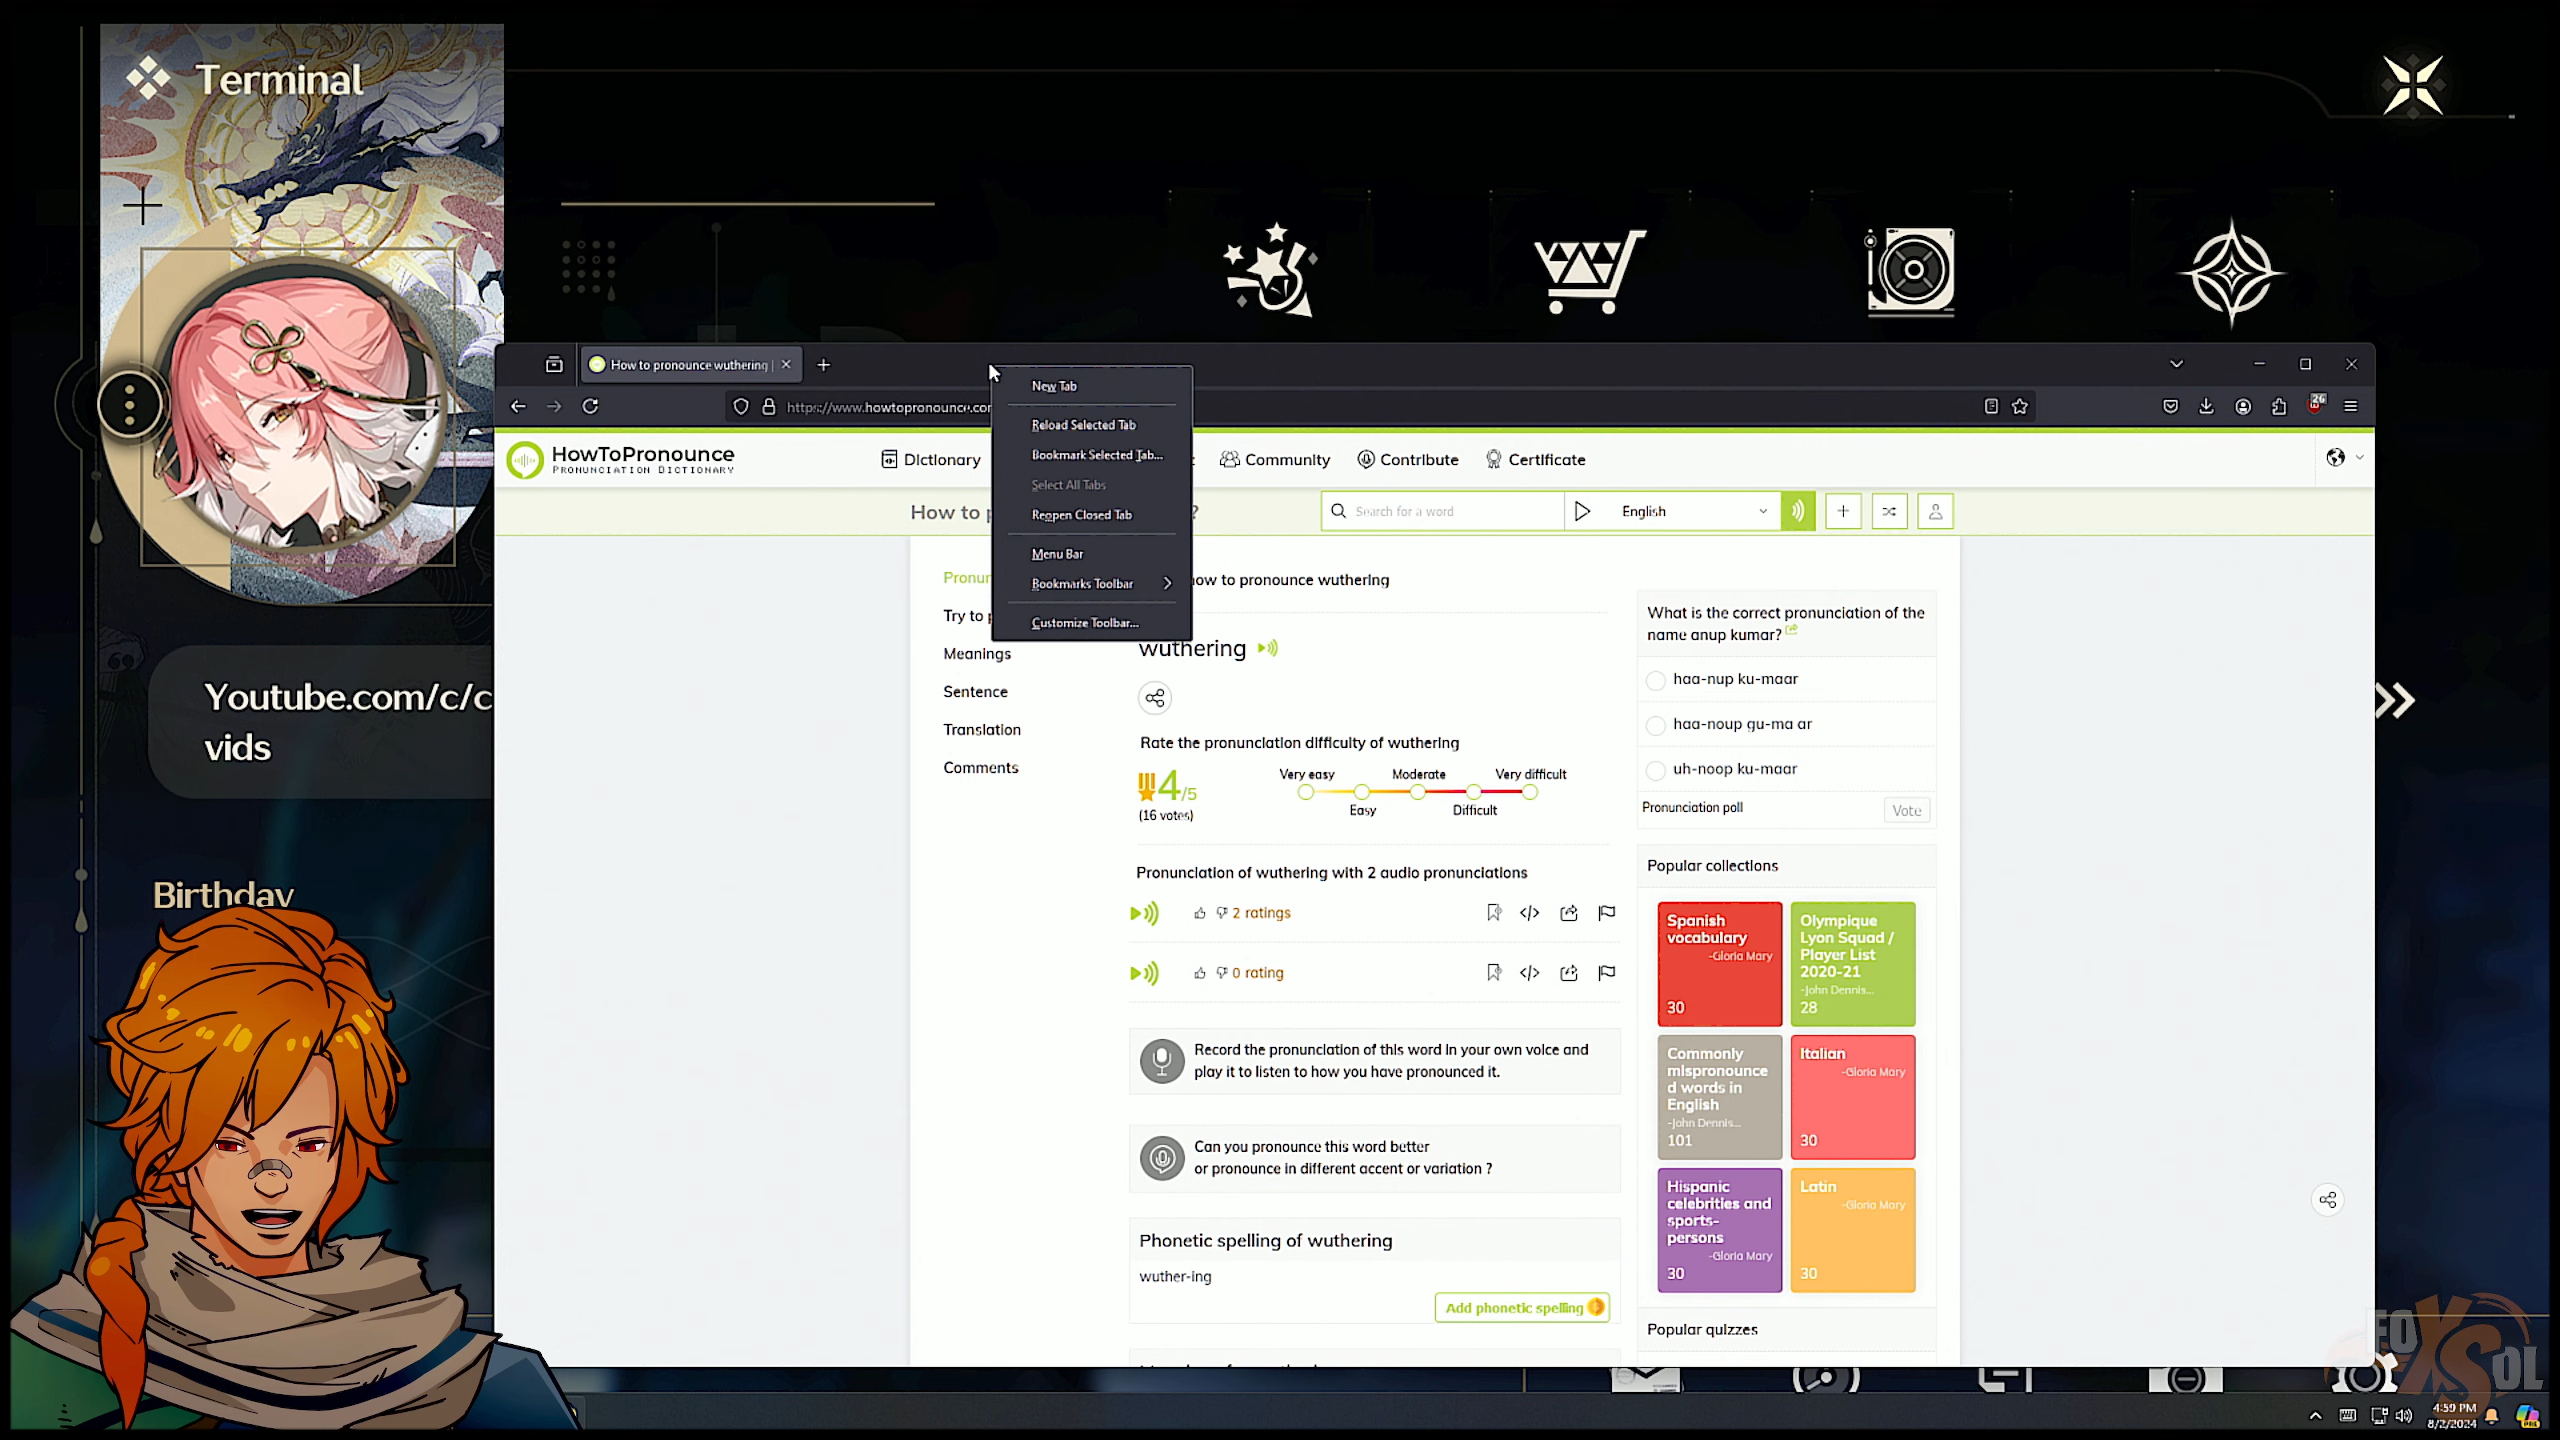 Terminal
How to pronounce wuthering |
https://www.howtopronounce.co
New Tab
Reload Selected Tab
Bookmark Selected Tab...
Select All Tabs
Reopen Closed Tab
Menu Bar
Bookmarks Toolbar
Customize Toolbar...
26
HowToPronounce
PRONUNCIATION DICTIONARY
Dictionary
Community
Contribute
Certificate
How to p
?
Search for a word
English
Pronun
Try to p
Meanings
Sentence
Translation
Comments
how to pronounce wuthering
wuthering
Rate the pronunciation difficulty of wuthering
4/5
(16 votes)
Very easy
Moderate
Very difficult
Easy
Difficult
Pronunciation of wuthering with 2 audio pronunciations
2 ratings
0 rating
Record the pronunciation of this word in your own voice and
play it to listen to how you have pronounced it.
Can you pronounce this word better
or pronounce in different accent or variation ?
Phonetic spelling of wuthering
wuther-ing
Add phonetic spelling
What is the correct pronunciation of the
name anup kumar?
haa-nup ku-maar
haa-noup gu-ma ar
uh-noop ku-maar
Pronunciation poll
Vote
Popular collections
Spanish
vocabulary
-Gloria Mary
30
Olympique
Lyon Squad /
Player List
2020-21
-John Dennis...
28
Commonly
mispronounce
d words in
English
-John Dennis...
101
Italian
-Gloria Mary
30
Hispanic
celebrities and
sports-
persons
-Gloria Mary
30
Latin
-Gloria Mary
30
Popular quizzes
Youtube.com/c/c
vids
Birthday
FOXSOL
4:59 PM
8/2/2024